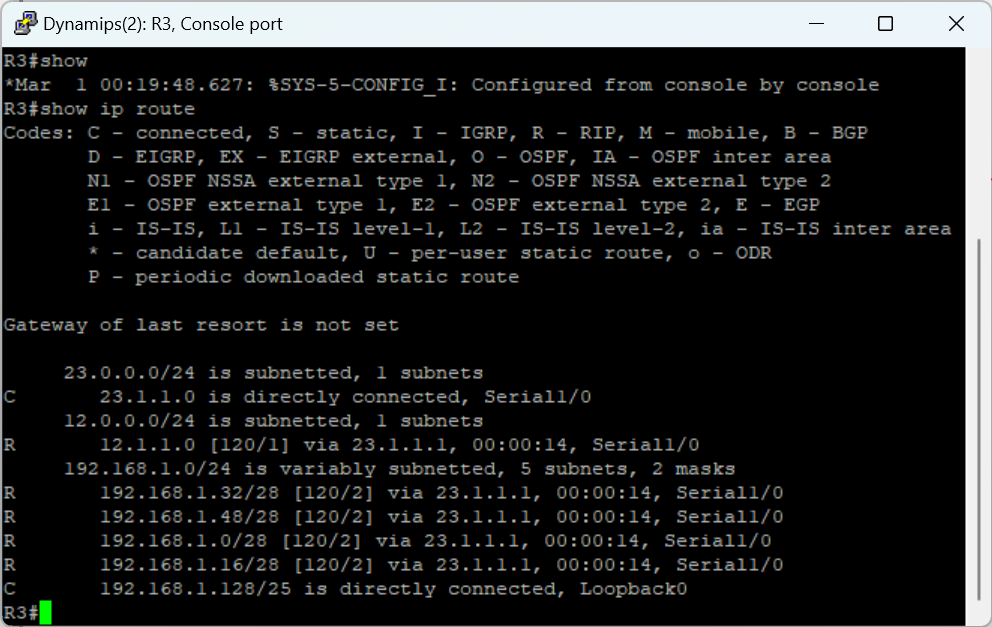 Dynamips(2): R3, Console port
R3#show
*Mar  1 00:19:48.627: %SYS-5-CONFIG_I: Configured from console by console
R3#show ip route
Codes: C - connected, S - static, I - IGRP, R - RIP, M - mobile, B - BGP
       D - EIGRP, EX - EIGRP external, O - OSPF, IA - OSPF inter area
       N1 - OSPF NSSA external type 1, N2 - OSPF NSSA external type 2
       E1 - OSPF external type 1, E2 - OSPF external type 2, E - EGP
       i - IS-IS, L1 - IS-IS level-1, L2 - IS-IS level-2, ia - IS-IS inter area
       * - candidate default, U - per-user static route, o - ODR
       P - periodic downloaded static route
Gateway of last resort is not set
     23.0.0.0/24 is subnetted, 1 subnets
C       23.1.1.0 is directly connected, Serial1/0
     12.0.0.0/24 is subnetted, 1 subnets
R       12.1.1.0 [120/1] via 23.1.1.1, 00:00:14, Serial1/0
     192.168.1.0/24 is variably subnetted, 5 subnets, 2 masks
R       192.168.1.32/28 [120/2] via 23.1.1.1, 00:00:14, Serial1/0
R       192.168.1.48/28 [120/2] via 23.1.1.1, 00:00:14, Serial1/0
R       192.168.1.0/28 [120/2] via 23.1.1.1, 00:00:14, Serial1/0
R       192.168.1.16/28 [120/2] via 23.1.1.1, 00:00:14, Serial1/0
C       192.168.1.128/25 is directly connected, Loopback0
R3#